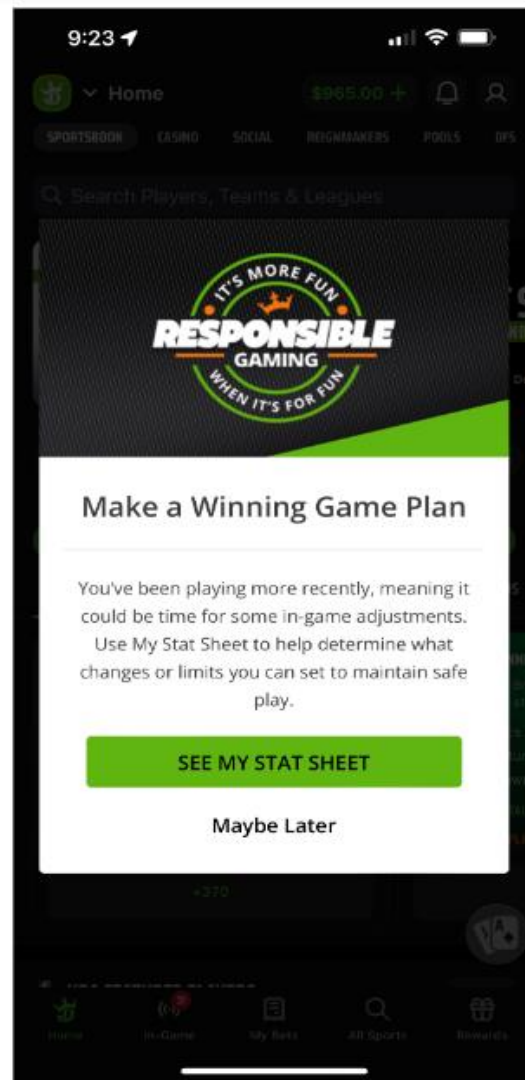 9:23
Home
$965.00 +
SPORTSBOOK CASINO SOCIAL REIGNMAKERS POOLS DFS
Search Players, Teams & Leagues
IT'S MORE FUN
RESPONSIBLE
GAMING
WHEN IT'S FOR FUN
Make a Winning Game Plan
You've been playing more recently, meaning it
could be time for some in-game adjustments.
Use My Stat Sheet to help determine what
changes or limits you can set to maintain safe
play.
SEE MY STAT SHEET
Maybe Later
+370
Home In-Game My Bets All Sports Rewards